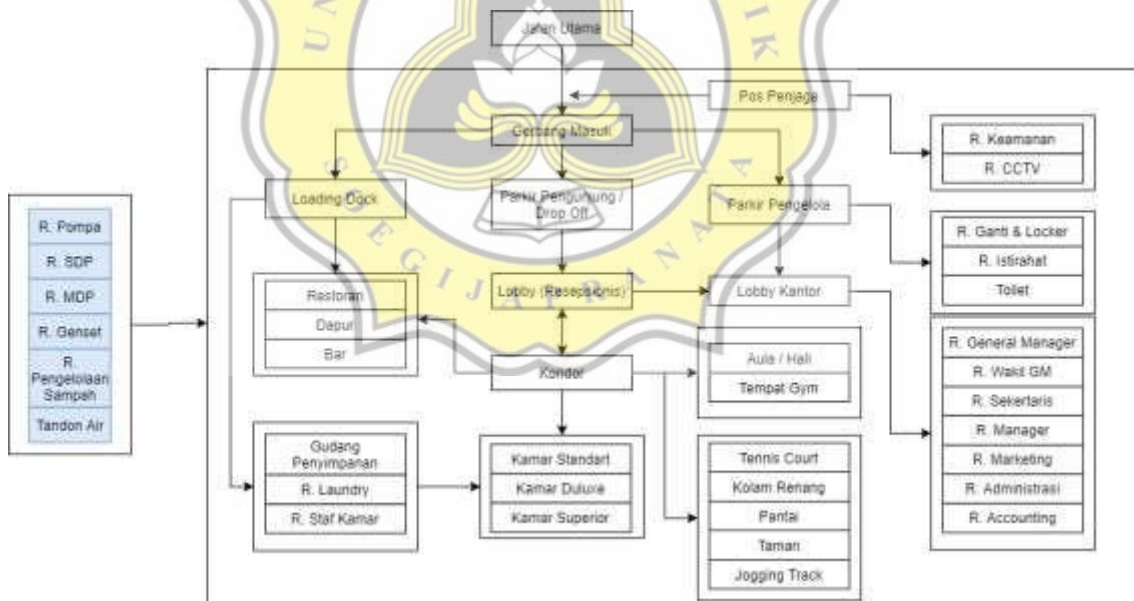 Jalan Utama
Pos Penjaga
Gerbang Masuk
R. Keamanan
R. CCTV
Loading Dock
Parkir Pengunjung /
Drop Off
Parkir Pengelola
R. Pompa
R. SDP
R. MDP
R. Genset
R.
Pengelolaan
Sampah
Tandon Air
R. Ganti & Locker
R. Istirahat
Toilet
Restoran
Dapur
Bar
Lobby (Resepsionis)
Lobby Kantor
Koridor
Aula / Hall
Tempat Gym
R. General Manager
R. Wakil GM
R. Sekertaris
R. Manager
R. Marketing
R. Administrasi
R. Accounting
Gudang
Penyimpanan
R. Laundry
R. Staf Kamar
Kamar Standart
Kamar Duluxe
Kamar Superior
Tennis Court
Kolam Renang
Pantai
Taman
Jogging Track
SOEGIJAPRANATA